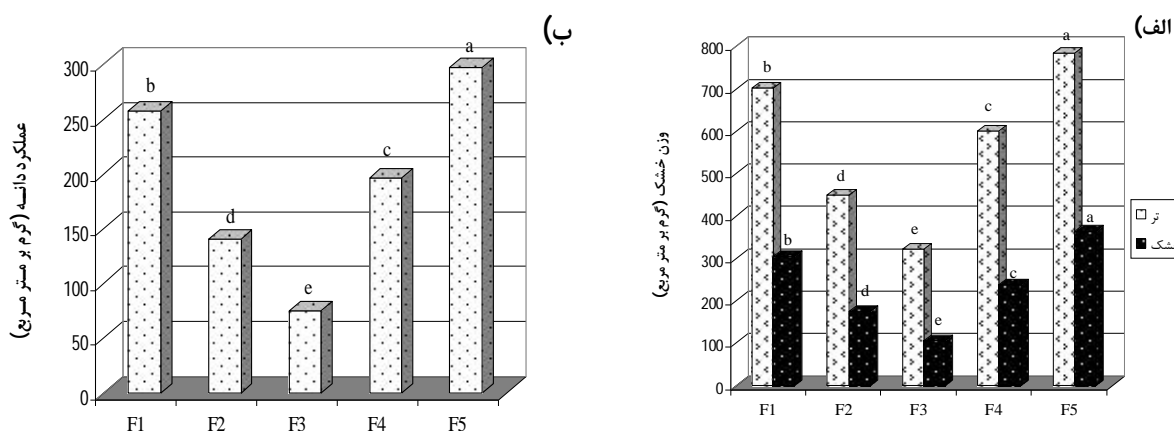 الف)
وزن خشک (گرم بر متر مربع)
800
700
600
500
400
300
200
100
0
b
d
e
c
a
b
d
e
c
a
F1 F2 F3 F4 F5
تر
خشک
ب)
عملکرد دانه (گرم بر متر مربع)
300
250
200
150
100
50
0
b
d
e
c
a
F1 F2 F3 F4 F5